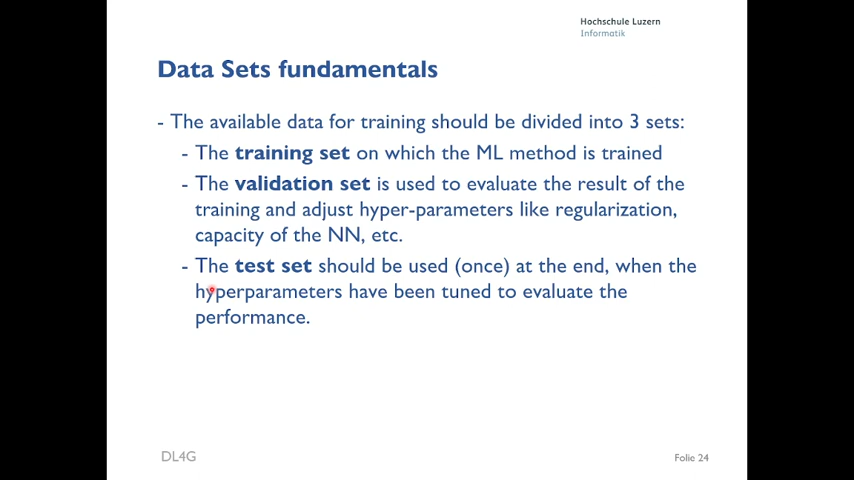 Hochschule Luzern
Informatik
Data Sets fundamentals
- The available data for training should be divided into 3 sets:
- The training set on which the ML method is trained
- The validation set is used to evaluate the result of the
training and adjust hyper-parameters like regularization,
capacity of the NN, etc.
- The test set should be used (once) at the end, when the
hyperparameters have been tuned to evaluate the
performance.
DL4G
Folie 24